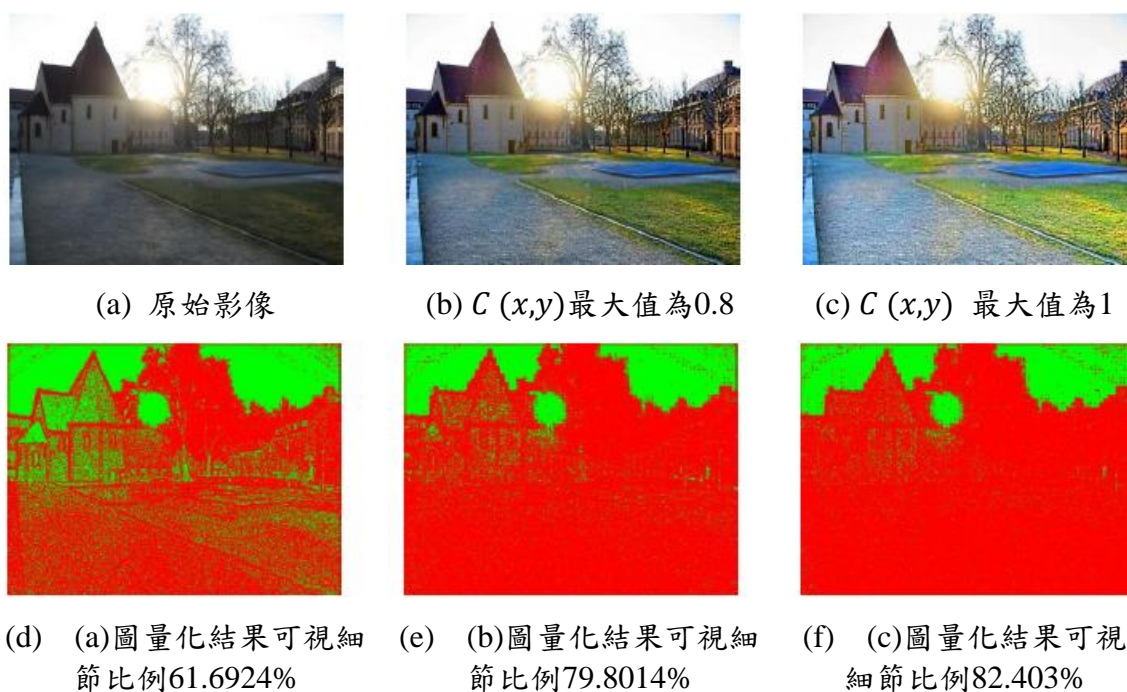 (a) 原始影像
(b) C (x,y)最大值為0.8
(c) C (x,y) 最大值為1
(d) (a)圖量化結果可視細
節比例61.6924%
(e) (b)圖量化結果可視細
節比例79.8014%
(f) (c)圖量化結果可視
細節比例82.403%